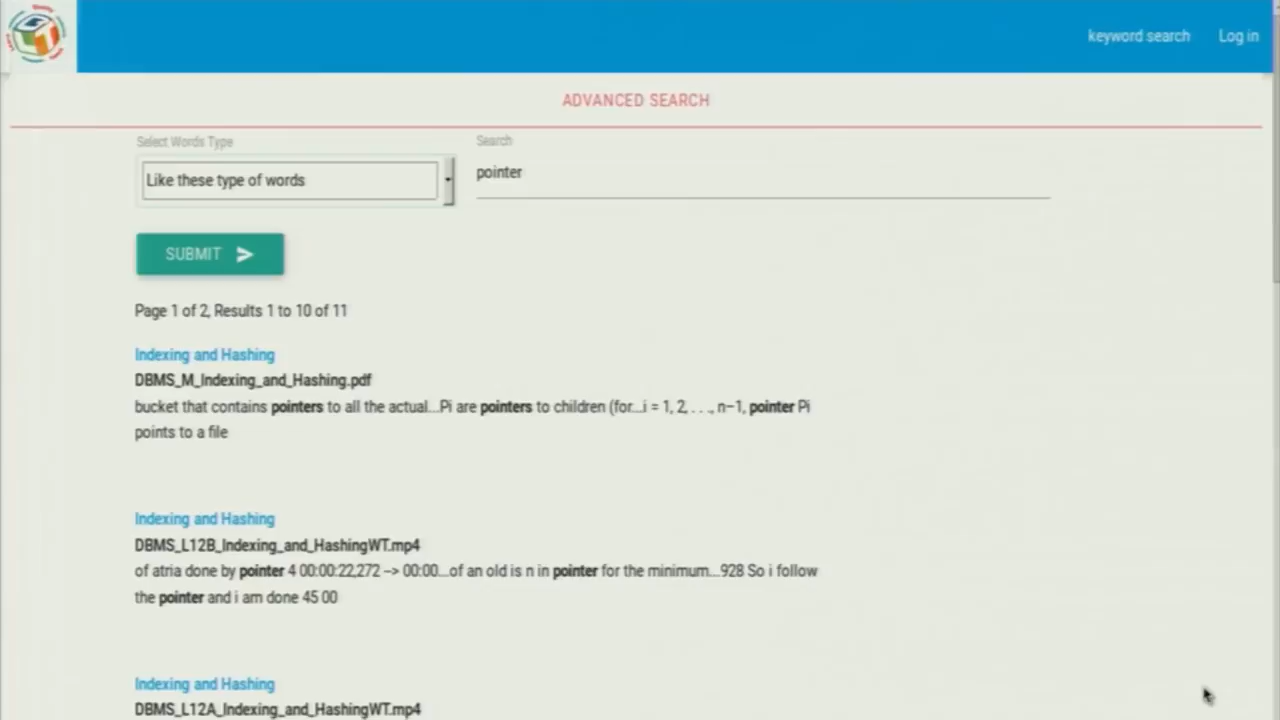 keyword search Log in
ADVANCED SEARCH
Select Words Type
Search
Like these type of words
pointer
SUBMIT
Page 1 of 2, Results 1 to 10 of 11
Indexing and Hashing
DBMS_M_Indexing_and_Hashing.pdf
bucket that contains pointers to all the actual...Pi are pointers to children (for...i = 1, 2, . . ., n−1, pointer Pi
points to a file
Indexing and Hashing
DBMS_L12B_Indexing_and_HashingWT.mp4
of atria done by pointer 4 00:00:22,272 --> 00:00...of an old is n in pointer for the minimum...928 So i follow
the pointer and i am done 45 00
Indexing and Hashing
DBMS_L12A_Indexing_and_HashingWT.mp4